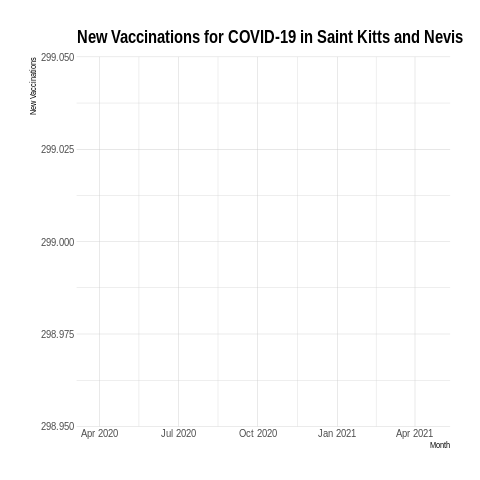 New Vaccinations for COVID-19 in Saint Kitts and Nevis
New Vaccinations
299.050
299.025
299.000
298.975
298.950
Apr 2020 Jul 2020 Oct 2020 Jan 2021 Apr 2021
Month